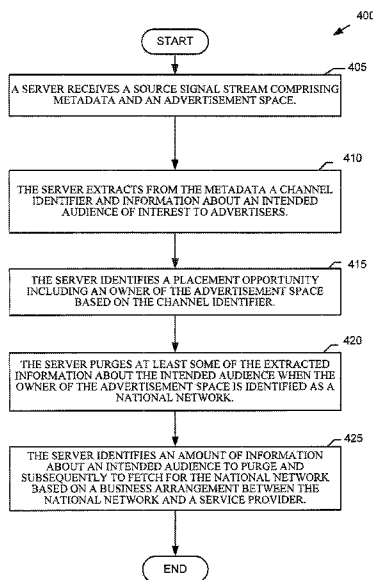 400
START
405
A SERVER RECEIVES A SOURCE SIGNAL STREAM COMPRISING
METADATA AND AN ADVERTISEMENT SPACE.
410
THE SERVER EXTRACTS FROM THE METADATA A CHANNEL
IDENTIFIER AND INFORMATION ABOUT AN INTENDED
AUDIENCE OF INTEREST TO ADVERTISERS.
415
THE SERVER IDENTIFIES A PLACEMENT OPPORTUNITY
INCLUDING AN OWNER OF THE ADVERTISEMENT SPACE
BASED ON THE CHANNEL IDENTIFIER.
420
THE SERVER PURGES AT LEAST SOME OF THE EXTRACTED
INFORMATION ABOUT THE INTENDED AUDIENCE WHEN THE
OWNER OF THE ADVERTISEMENT SPACE IS IDENTIFIED AS A
NATIONAL NETWORK.
425
THE SERVER IDENTIFIES AN AMOUNT OF INFORMATION
ABOUT AN INTENDED AUDIENCE TO PURGE AND
SUBSEQUENTLY TO FETCH FOR THE NATIONAL NETWORK
BASED ON A BUSINESS ARRANGEMENT BETWEEN THE
NATIONAL NETWORK AND A SERVICE PROVIDER.
END